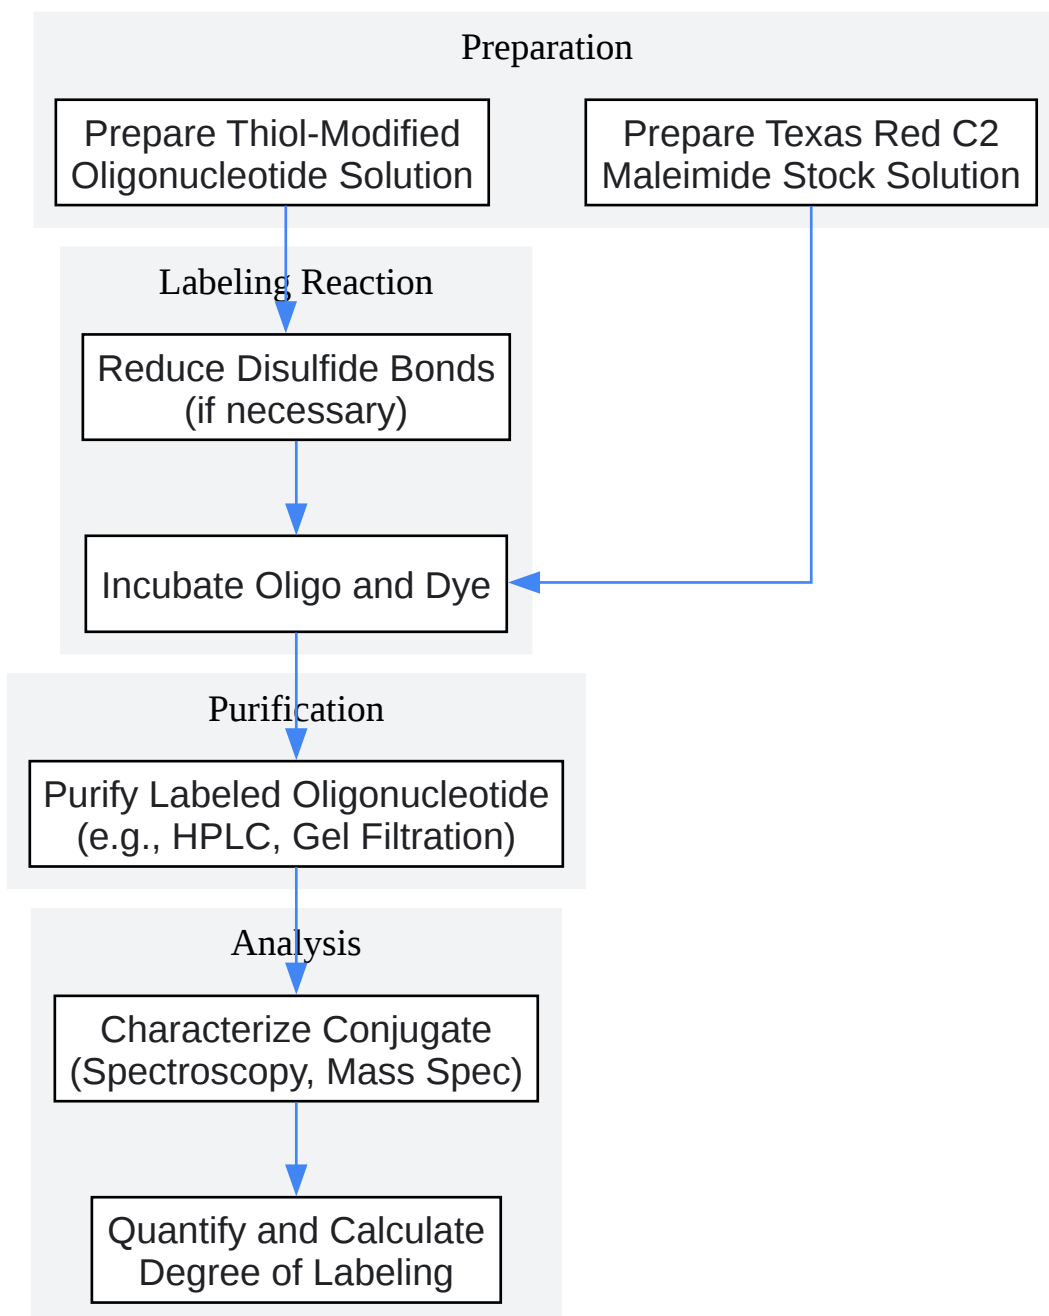 Preparation
Prepare Thiol-Modified
Oligonucleotide Solution
Prepare Texas Red C2
Maleimide Stock Solution
Labeling Reaction
Reduce Disulfide Bonds
(if necessary)
Incubate Oligo and Dye
Purification
Purify Labeled Oligonucleotide
(e.g., HPLC, Gel Filtration)
Analysis
Characterize Conjugate
(Spectroscopy, Mass Spec)
Quantify and Calculate
Degree of Labeling